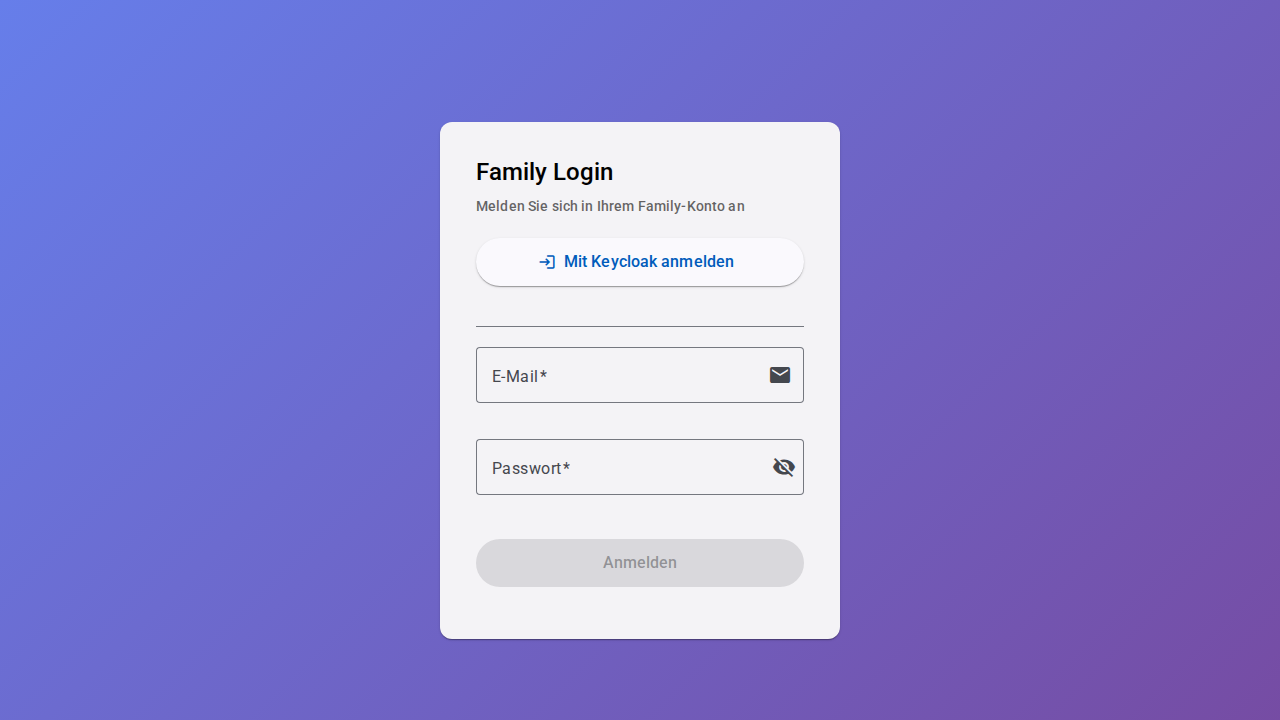 Family Login
Melden Sie sich in Ihrem Family-Konto an
Mit Keycloak anmelden
E-Mail*
Passwort*
Anmelden